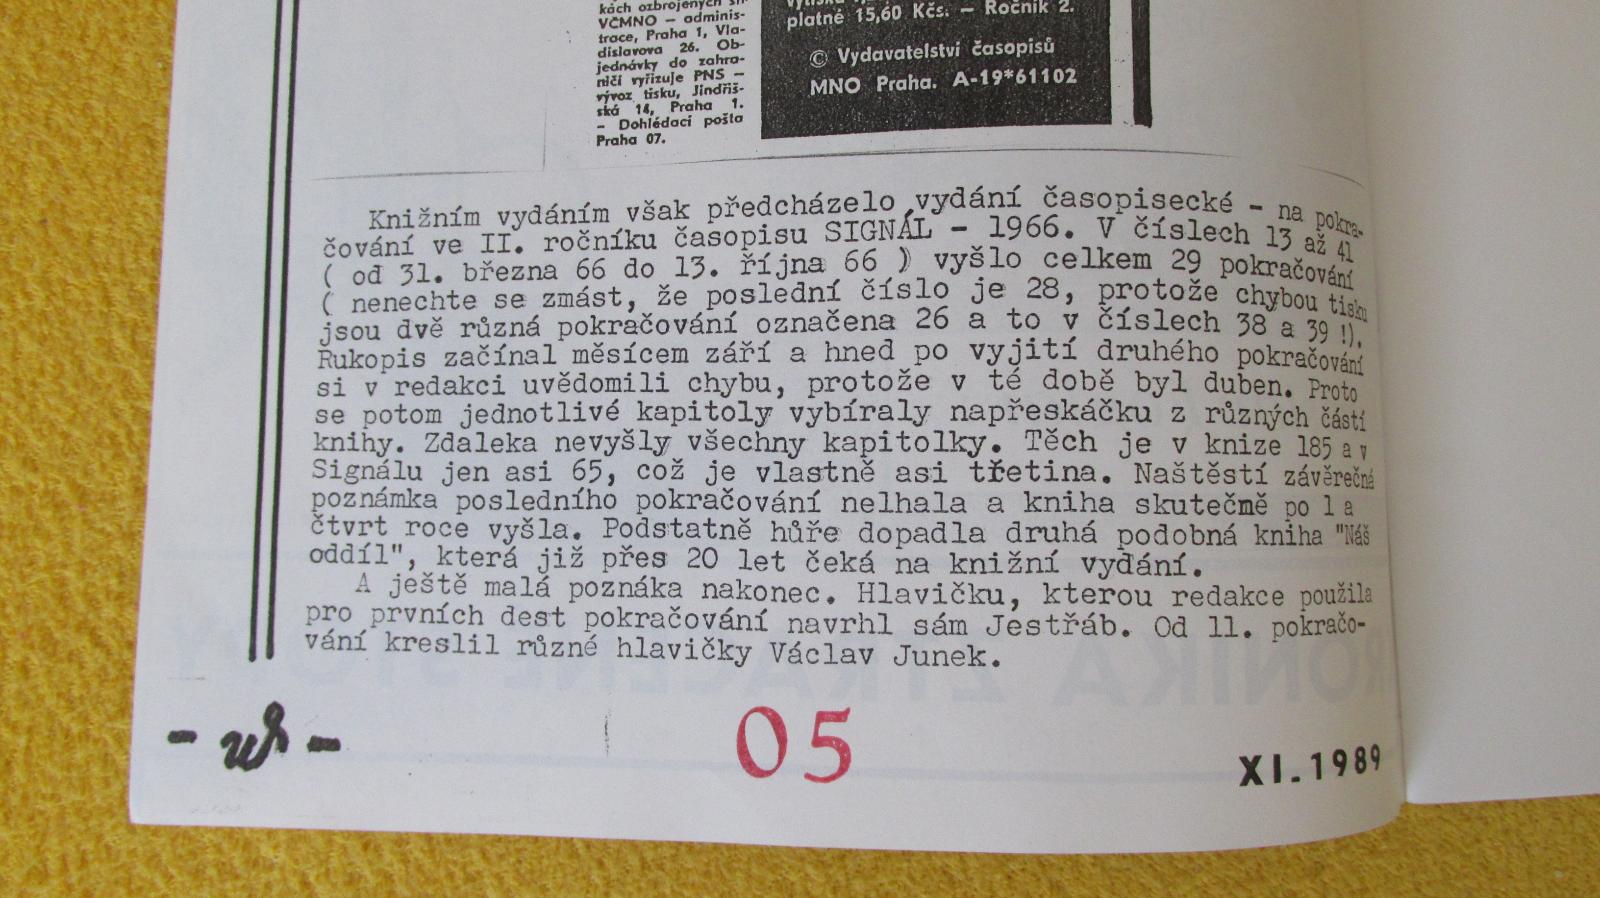 kách ozbrojených sil
VČMNO – adminis-
trace, Praha 1, Vla-
dislavova 26. Ob-
jednávky do zahra-
ničí vyřizuje PNS –
vývoz tisku, Jindřiš-
ská 14, Praha 1.
– Dohlédací pošta
Praha 07.
platné 15,60 Kčs. – Ročník 2.
© Vydavatelství časopisů
MNO Praha. A-19*61102
Knižním vydáním však předcházelo vydání časopisecké - na pokra-
čování ve II. ročníku časopisu SIGNÁL - 1966. V číslech 13 až 41
( od 31. března 66 do 13. října 66 ) vyšlo celkem 29 pokračování
( nenechte se zmást, že poslední číslo je 28, protože chybou tisku
jsou dvě různá pokračování označena 26 a to v číslech 38 a 39 !).
Rukopis začínal měsícem září a hned po vyjití druhého pokračování
si v redakci uvědomili chybu, protože v té době byl duben. Proto
se potom jednotlivé kapitoly vybíraly napřeskáčku z různých částí
knihy. Zdaleka nevyšly všechny kapitolky. Těch je v knize 185 a v
Signálu jen asi 65, což je vlastně asi třetina. Naštěstí závěrečná
poznámka posledního pokračování nelhala a kniha skutečmě po 1 a
čtvrt roce vyšla. Podstatně hůře dopadla druhá podobná kniha "Náš
oddíl", která již přes 20 let čeká na knižní vydání.
A ještě malá poznáka nakonec. Hlavičku, kterou redakce použila
pro prvních dest pokračování navrhl sám Jestřáb. Od 11. pokračo-
vání kreslil různé hlavičky Václav Junek.
05
XI.1989